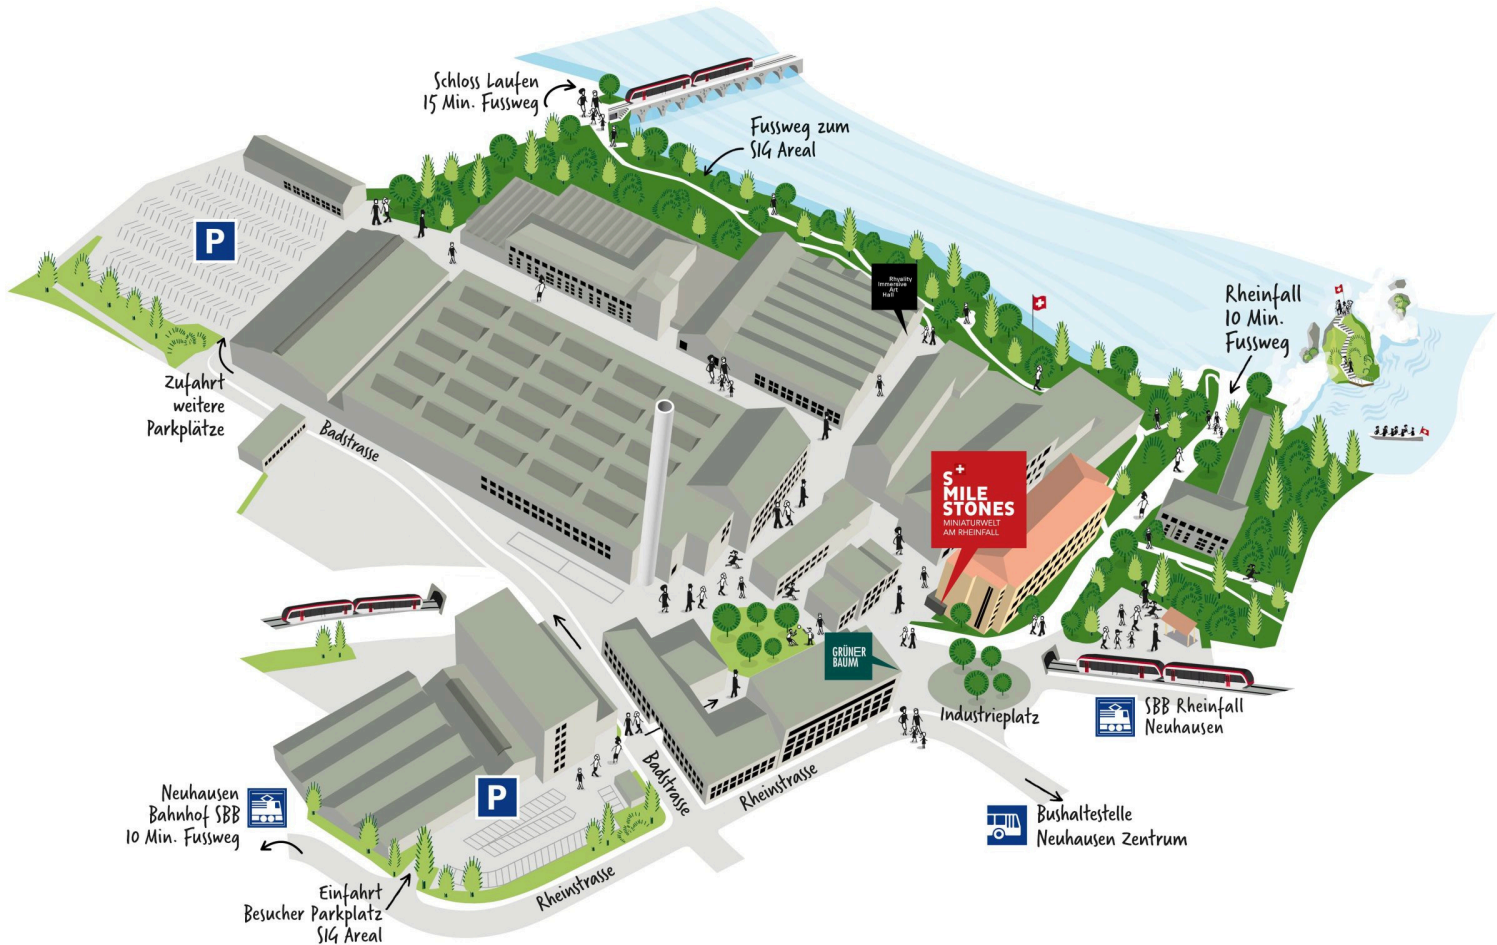 Schloss Laufen
15 Min. Fussweg
Fussweg zum
SIG Areal
P
Rhyality
Immersive
Art
Hall
Rheinfall
10 Min.
Fussweg
Zufahrt
weitere
Parkplätze
Badstrasse
S+
MILE
STONES
MINIATURWELT
AM RHEINFALL
GRÜNER
BAUM
Industrieplatz
SBB Rheinfall
Neuhausen
Badstrasse
Rheinstrasse
P
Neuhausen
Bahnhof SBB
10 Min. Fussweg
Bushaltestelle
Neuhausen Zentrum
Einfahrt
Besucher Parkplatz
SIG Areal
Rheinstrasse